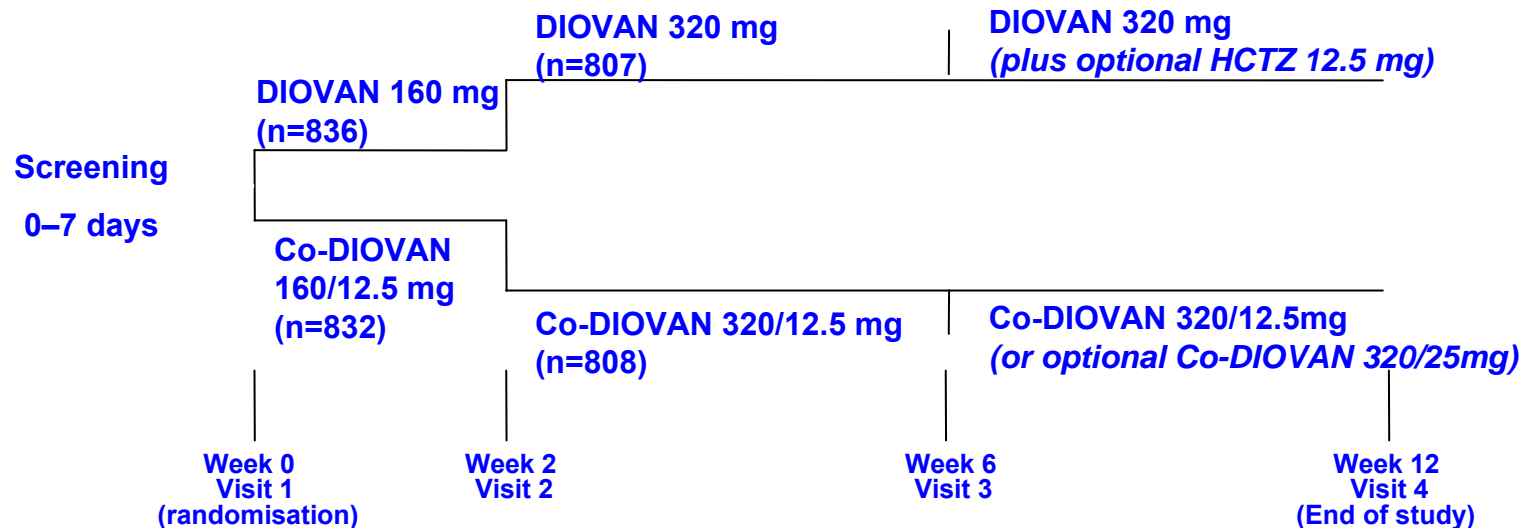 DIOVAN 320 mg
(n=807)
DIOVAN 320 mg
(plus optional HCTZ 12.5 mg)
DIOVAN 160 mg
(n=836)
Screening
0–7 days
Co-DIOVAN
160/12.5 mg
(n=832)
Co-DIOVAN 320/12.5 mg
(n=808)
Co-DIOVAN 320/12.5mg
(or optional Co-DIOVAN 320/25mg)
Week 0
Visit 1
(randomisation)
Week 2
Visit 2
Week 6
Visit 3
Week 12
Visit 4
(End of study)